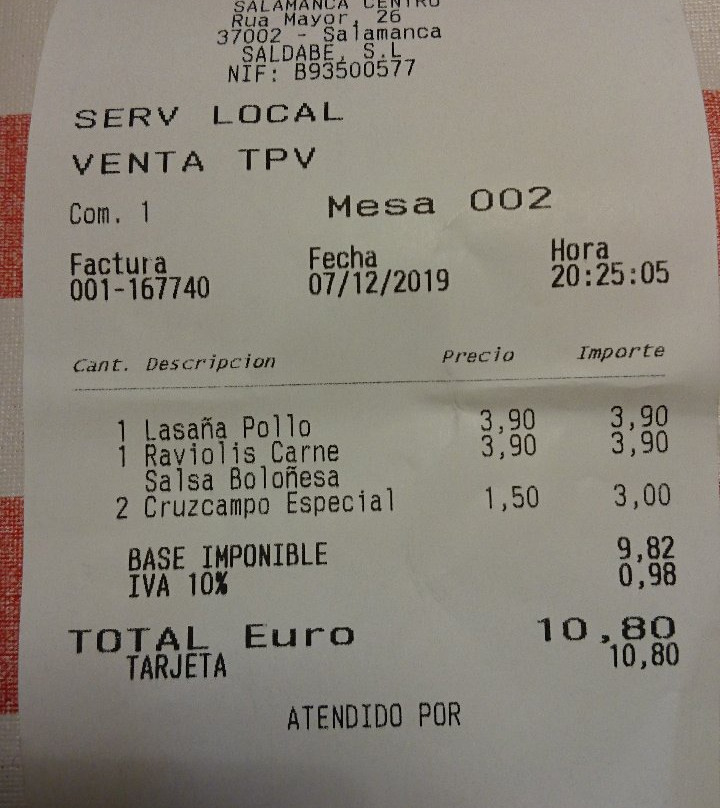 SALAMANCA CENTRO
Rua Mayor, 26
37002 - Salamanca
SALDABE, S.L
NIF: B93500577
SERV LOCAL
VENTA TPV
Com. 1 Mesa 002
Factura Fecha Hora
001-167740 07/12/2019 20:25:05
Cant. Descripcion Precio Importe
1 Lasaña Pollo 3,90 3,90
1 Raviolis Carne 3,90 3,90
Salsa Boloñesa
2 Cruzcampo Especial 1,50 3,00
BASE IMPONIBLE 9,82
IVA 10% 0,98
TOTAL Euro 10,80
TARJETA 10,80
ATENDIDO POR